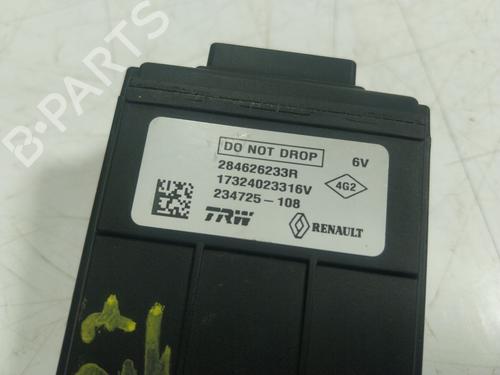 DO NOT DROP 6V
284626233R
17324023316V 4G2
234725-108
TRW RENAULT
B-PARTS